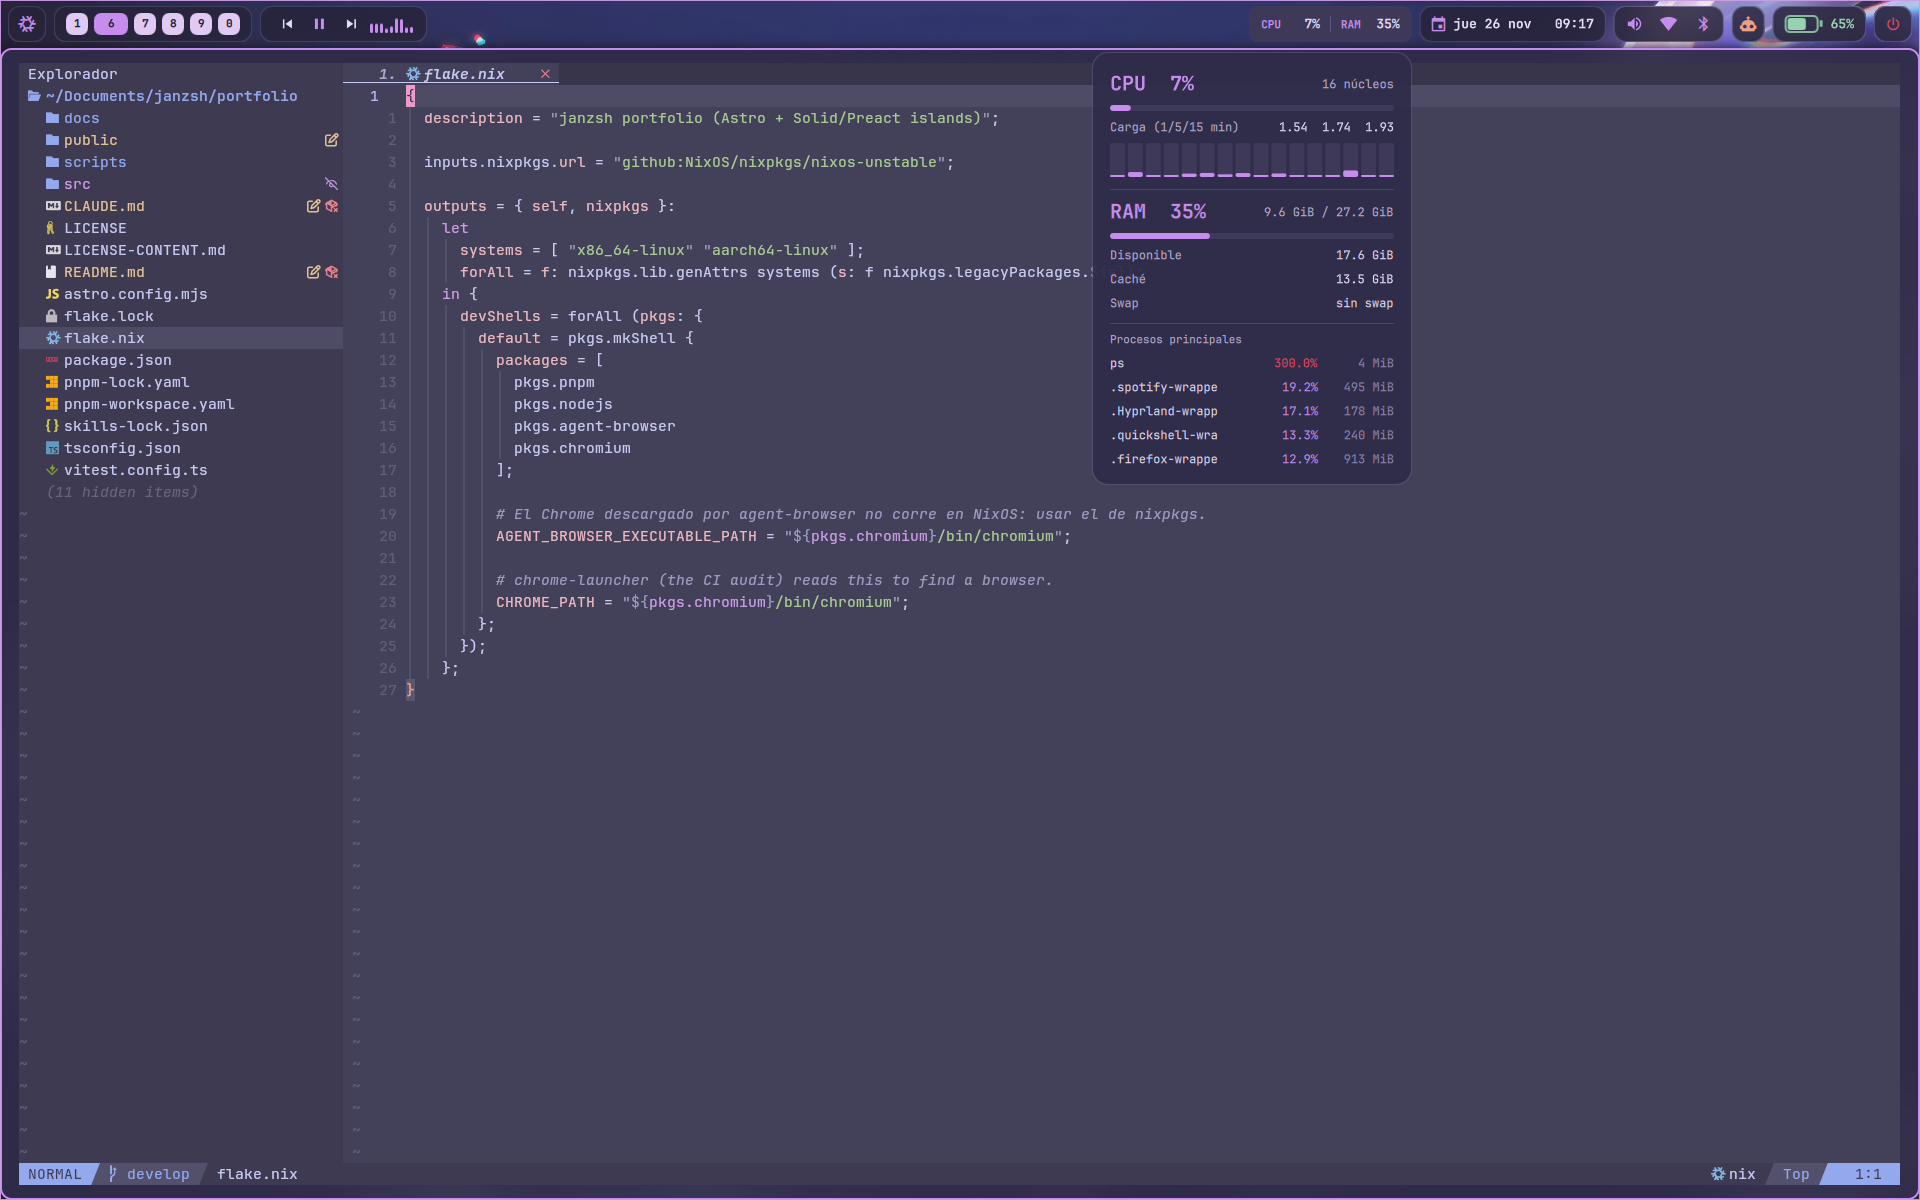 1 6 7 8 9 0
CPU 7% RAM 35%
jue 26 nov 09:17
65%
Explorador
~/Documents/janzsh/portfolio
docs
public
scripts
src
CLAUDE.md
LICENSE
LICENSE-CONTENT.md
README.md
JS astro.config.mjs
flake.lock
flake.nix
package.json
pnpm-lock.yaml
pnpm-workspace.yaml
{} skills-lock.json
TS tsconfig.json
vitest.config.ts
(11 hidden items)
1. flake.nix ×
1 {
1 description = "janzsh portfolio (Astro + Solid/Preact islands)";
2
3 inputs.nixpkgs.url = "github:NixOS/nixpkgs/nixos-unstable";
4
5 outputs = { self, nixpkgs }:
6 let
7 systems = [ "x86_64-linux" "aarch64-linux" ];
8 forAll = f: nixpkgs.lib.genAttrs systems (s: f nixpkgs.legacyPackages.
9 in {
10 devShells = forAll (pkgs: {
11 default = pkgs.mkShell {
12 packages = [
13 pkgs.pnpm
14 pkgs.nodejs
15 pkgs.agent-browser
16 pkgs.chromium
17 ];
18
19 # El Chrome descargado por agent-browser no corre en NixOS: usar el de nixpkgs.
20 AGENT_BROWSER_EXECUTABLE_PATH = "${pkgs.chromium}/bin/chromium";
21
22 # chrome-launcher (the CI audit) reads this to find a browser.
23 CHROME_PATH = "${pkgs.chromium}/bin/chromium";
24 };
25 });
26 };
27 }
CPU 7% 16 núcleos
Carga (1/5/15 min) 1.54 1.74 1.93
RAM 35% 9.6 GiB / 27.2 GiB
Disponible 17.6 GiB
Caché 13.5 GiB
Swap sin swap
Procesos principales
ps 300.0% 4 MiB
.spotify-wrappe 19.2% 495 MiB
.Hyprland-wrapp 17.1% 178 MiB
.quickshell-wra 13.3% 240 MiB
.firefox-wrappe 12.9% 913 MiB
NORMAL develop flake.nix
nix Top 1:1